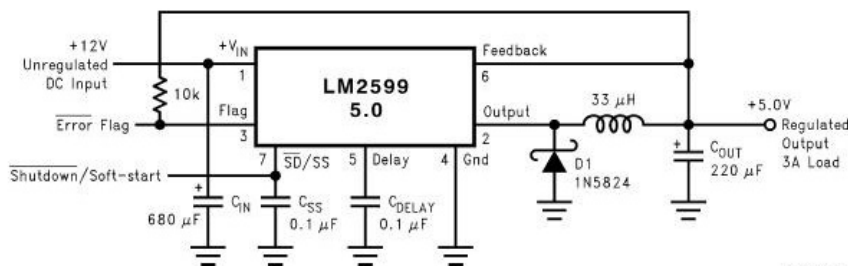 +12V
Unregulated
DC Input
+V_IN
1
Feedback
6
LM2599
5.0
10k
Flag
3
Output
2
33 μH
+5.0V
Regulated
Output
3A Load
Error Flag
7
SD/SS
5
Delay
4
Gnd
D1
1N5824
C_OUT
220 μF
Shutdown/Soft-start
C_IN
680 μF
C_SS
0.1 μF
C_DELAY
0.1 μF
+
+